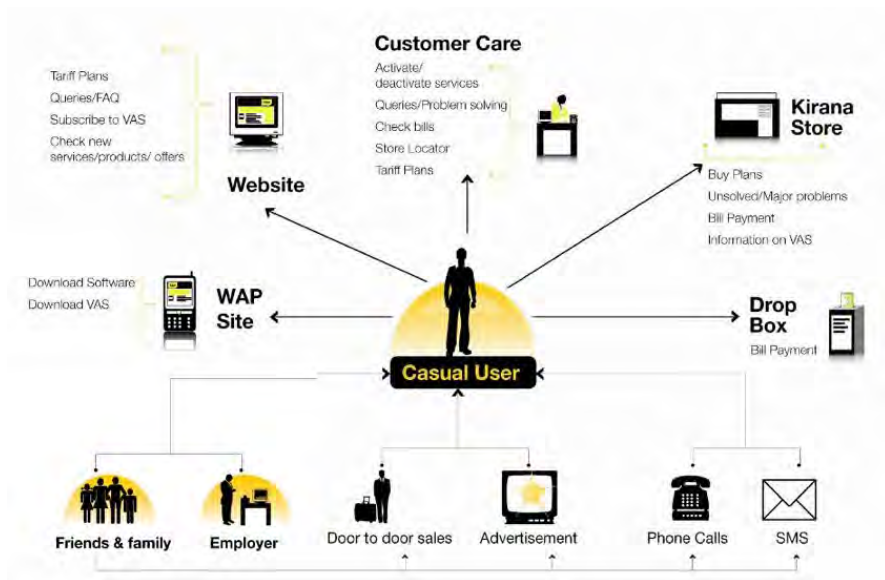 Customer Care
Activate/
deactivate services
Queries/Problem solving
Check bills
Store Locator
Tariff Plans
Tariff Plans
Queries/FAQ
Subscribe to VAS
Check new
services/products/ offers
Website
Kirana
Store
Buy Plans
Unsolved/Major problems
Bill Payment
Information on VAS
Download Software
Download VAS
WAP
Site
Drop
Box
Bill Payment
Casual User
Friends & family
Employer
Door to door sales
Advertisement
Phone Calls
SMS